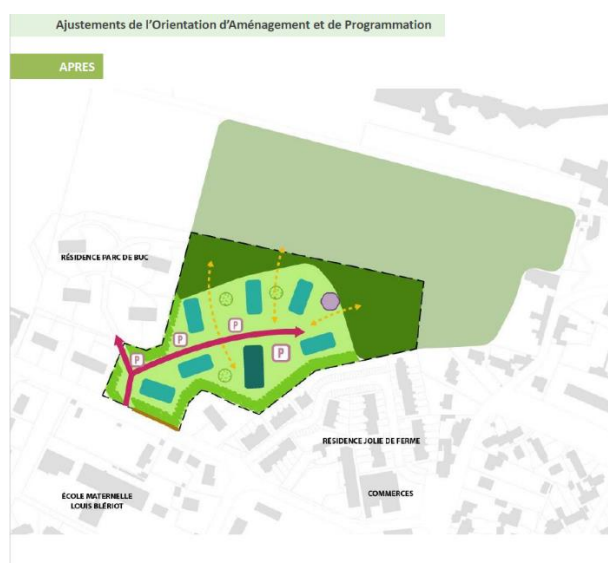 Ajustements de l'Orientation d'Aménagement et de Programmation
APRES
RÉSIDENCE PARC DE BUC
P
P
P
P
RÉSIDENCE JOLIE DE FERME
ÉCOLE MATERNELLE
LOUIS BLÉRIOT
COMMERCES